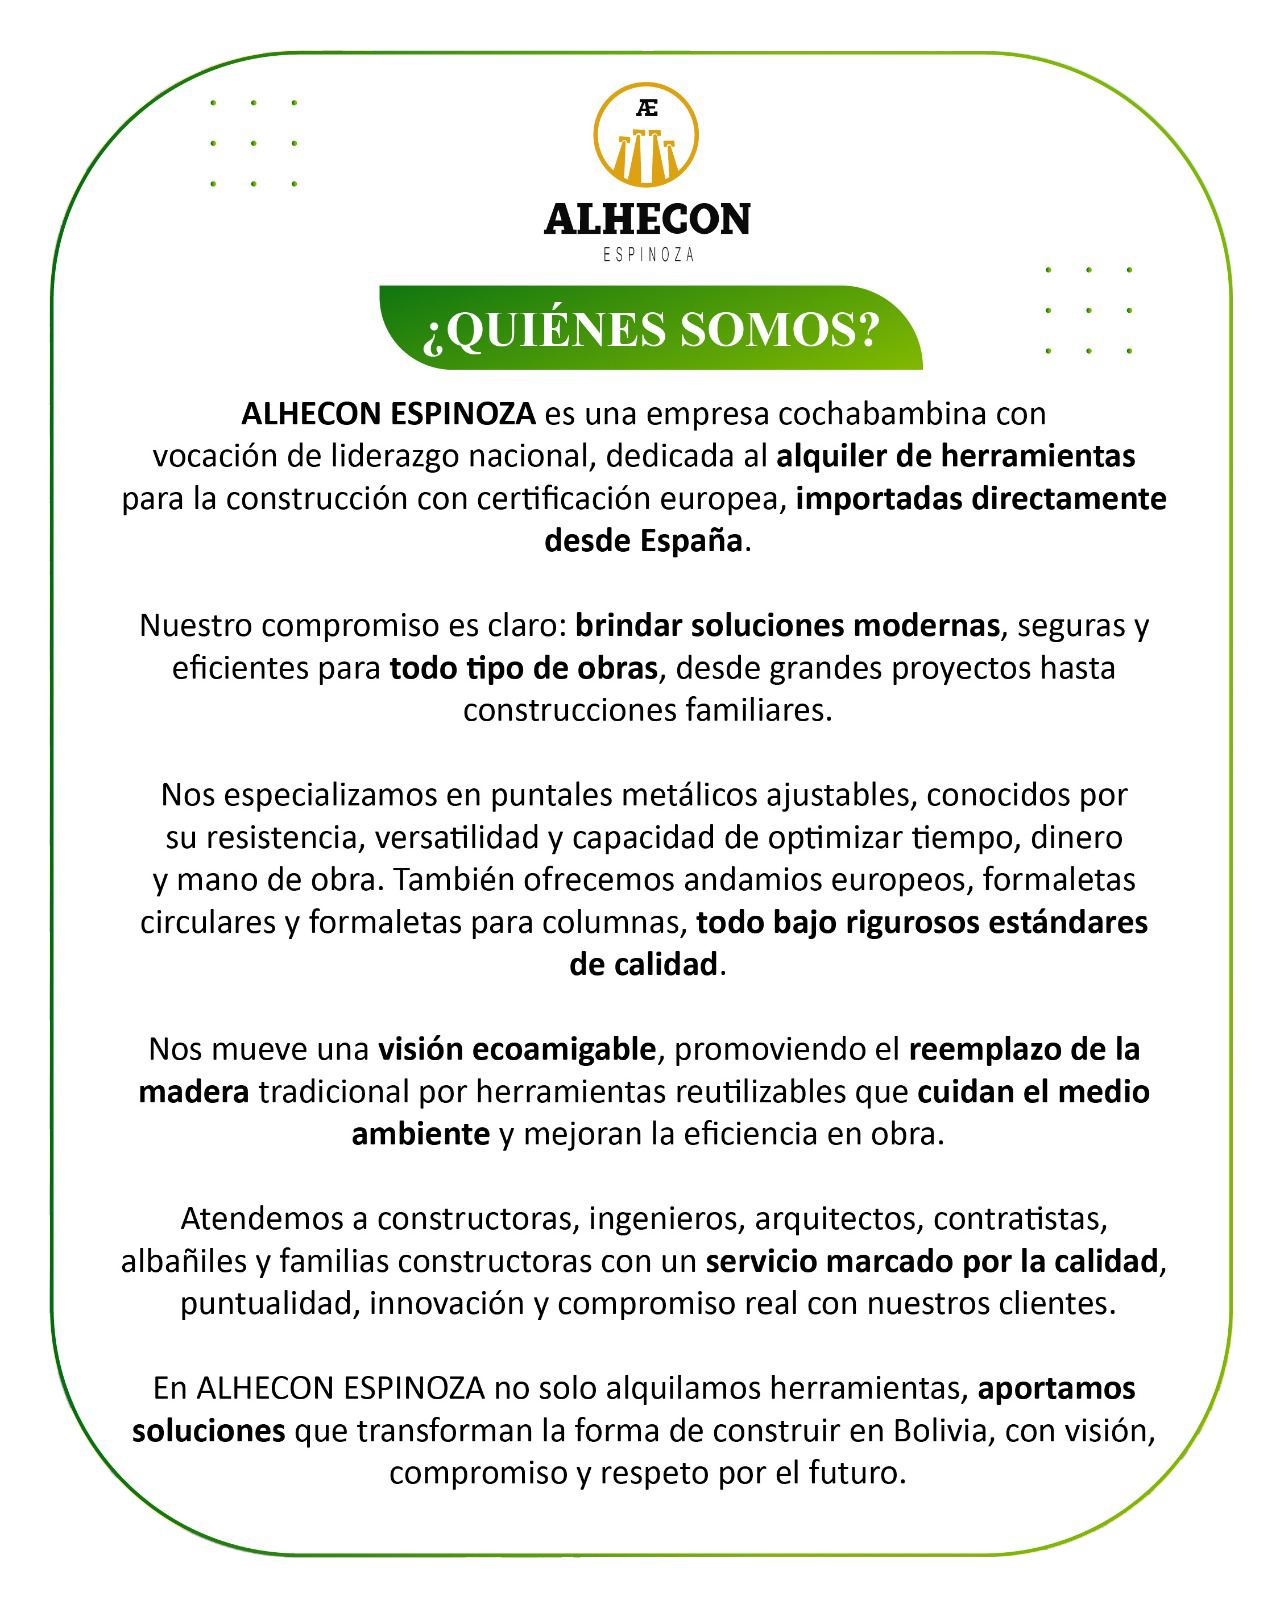 Æ
ALHECON
ESPINOZA
¿QUIÉNES SOMOS?
ALHECON ESPINOZA es una empresa cochabambina con
vocación de liderazgo nacional, dedicada al alquiler de herramientas
para la construcción con certificación europea, importadas directamente
desde España.
Nuestro compromiso es claro: brindar soluciones modernas, seguras y
eficientes para todo tipo de obras, desde grandes proyectos hasta
construcciones familiares.
Nos especializamos en puntales metálicos ajustables, conocidos por
su resistencia, versatilidad y capacidad de optimizar tiempo, dinero
y mano de obra. También ofrecemos andamios europeos, formaletas
circulares y formaletas para columnas, todo bajo rigurosos estándares
de calidad.
Nos mueve una visión ecoamigable, promoviendo el reemplazo de la
madera tradicional por herramientas reutilizables que cuidan el medio
ambiente y mejoran la eficiencia en obra.
Atendemos a constructoras, ingenieros, arquitectos, contratistas,
albañiles y familias constructoras con un servicio marcado por la calidad,
puntualidad, innovación y compromiso real con nuestros clientes.
En ALHECON ESPINOZA no solo alquilamos herramientas, aportamos
soluciones que transforman la forma de construir en Bolivia, con visión,
compromiso y respeto por el futuro.